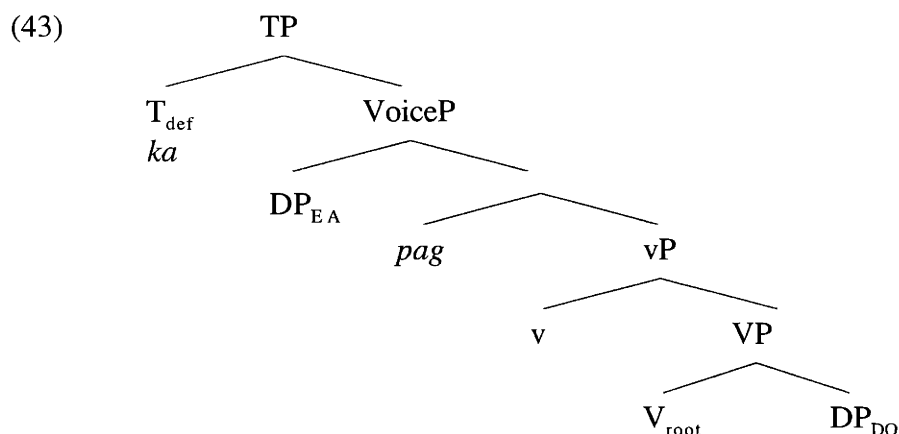 (43) TP
T_def VoiceP
ka
DP_EA
pag vP
v VP
V_root DP_DO